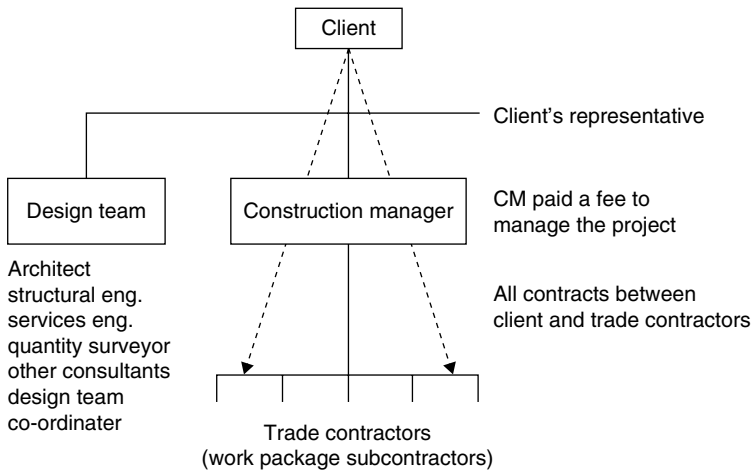 Client
Client's representative
Design team
Construction manager
CM paid a fee to
manage the project
Architect
structural eng.
services eng.
quantity surveyor
other consultants
design team
co-ordinater
All contracts between
client and trade contractors
Trade contractors
(work package subcontractors)